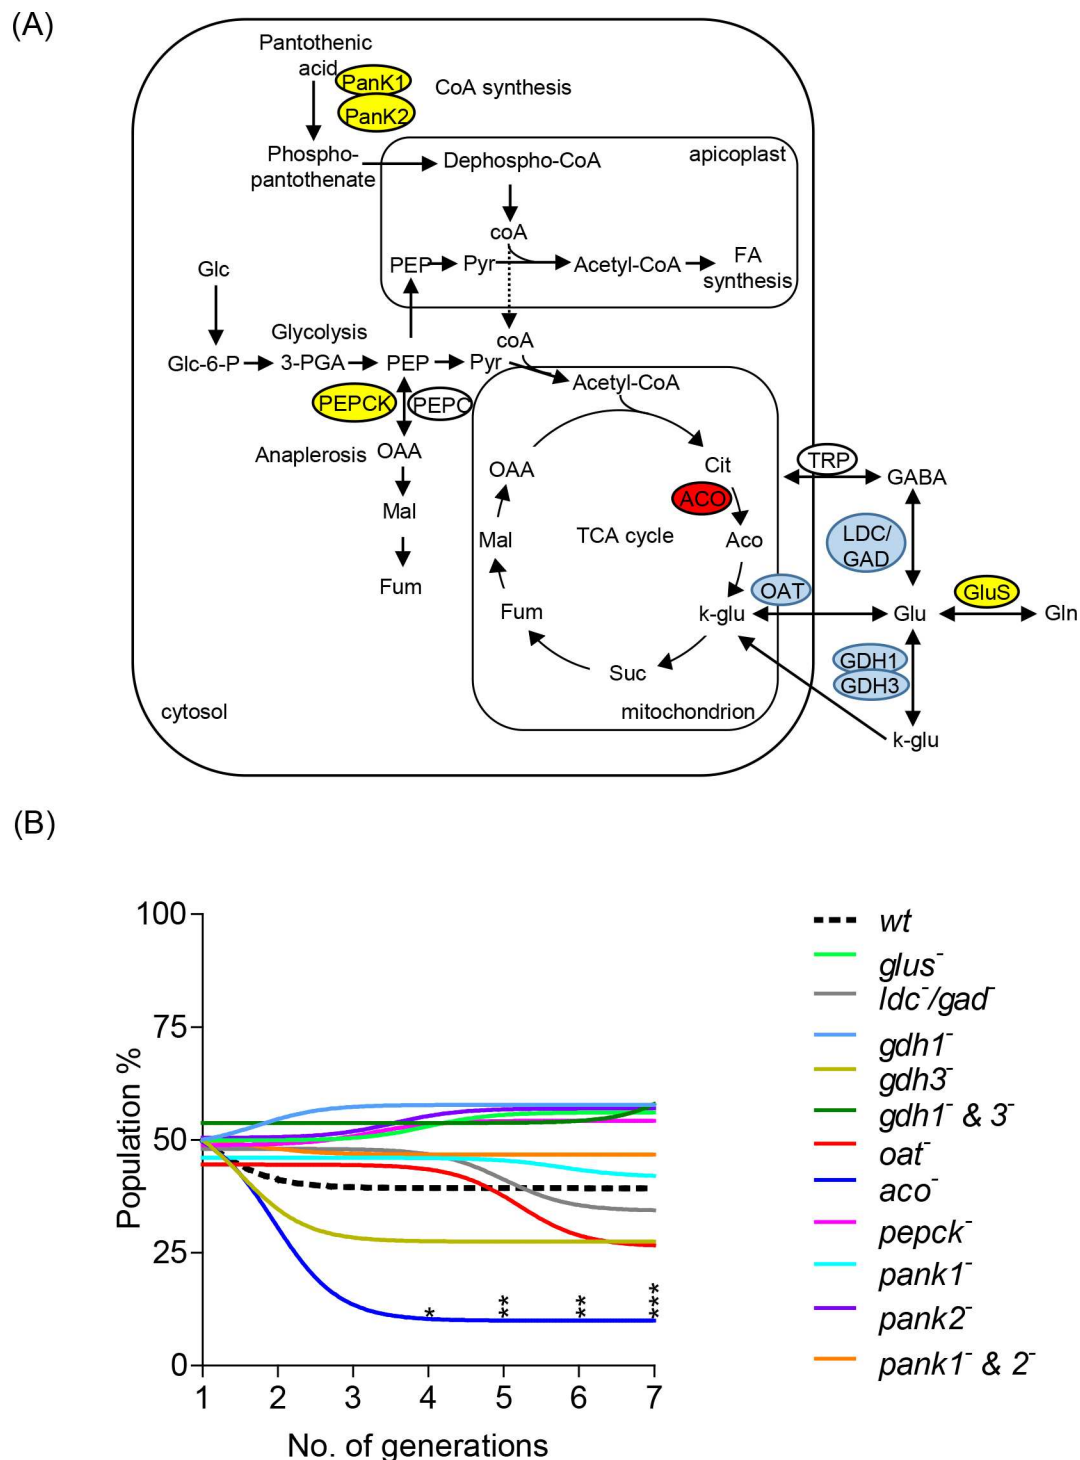 (A)
Pantothenic
acid
PanK1
PanK2
CoA synthesis
Phospho-
pantothenate
Dephospho-CoA
apicoplast
coA
PEP
Pyr
Acetyl-CoA
FA
synthesis
Glc
Glycolysis
coA
Glc-6-P
3-PGA
PEP
Pyr
Acetyl-CoA
PEPCK
PEPC
Anaplerosis
OAA
OAA
Cit
TRP
GABA
ACO
Mal
Mal
TCA cycle
Aco
LDC/
GAD
Fum
Fum
k-glu
OAT
Glu
GluS
Gln
Suc
GDH1
GDH3
cytosol
mitochondrion
k-glu
(B)
100
75
50
25
0
Population %
1 2 3 4 5 6 7
No. of generations
*
**
**
***
wt
glus-
ldc-/gad-
gdh1-
gdh3-
gdh1- & 3-
oat-
aco-
pepck-
pank1-
pank2-
pank1- & 2-